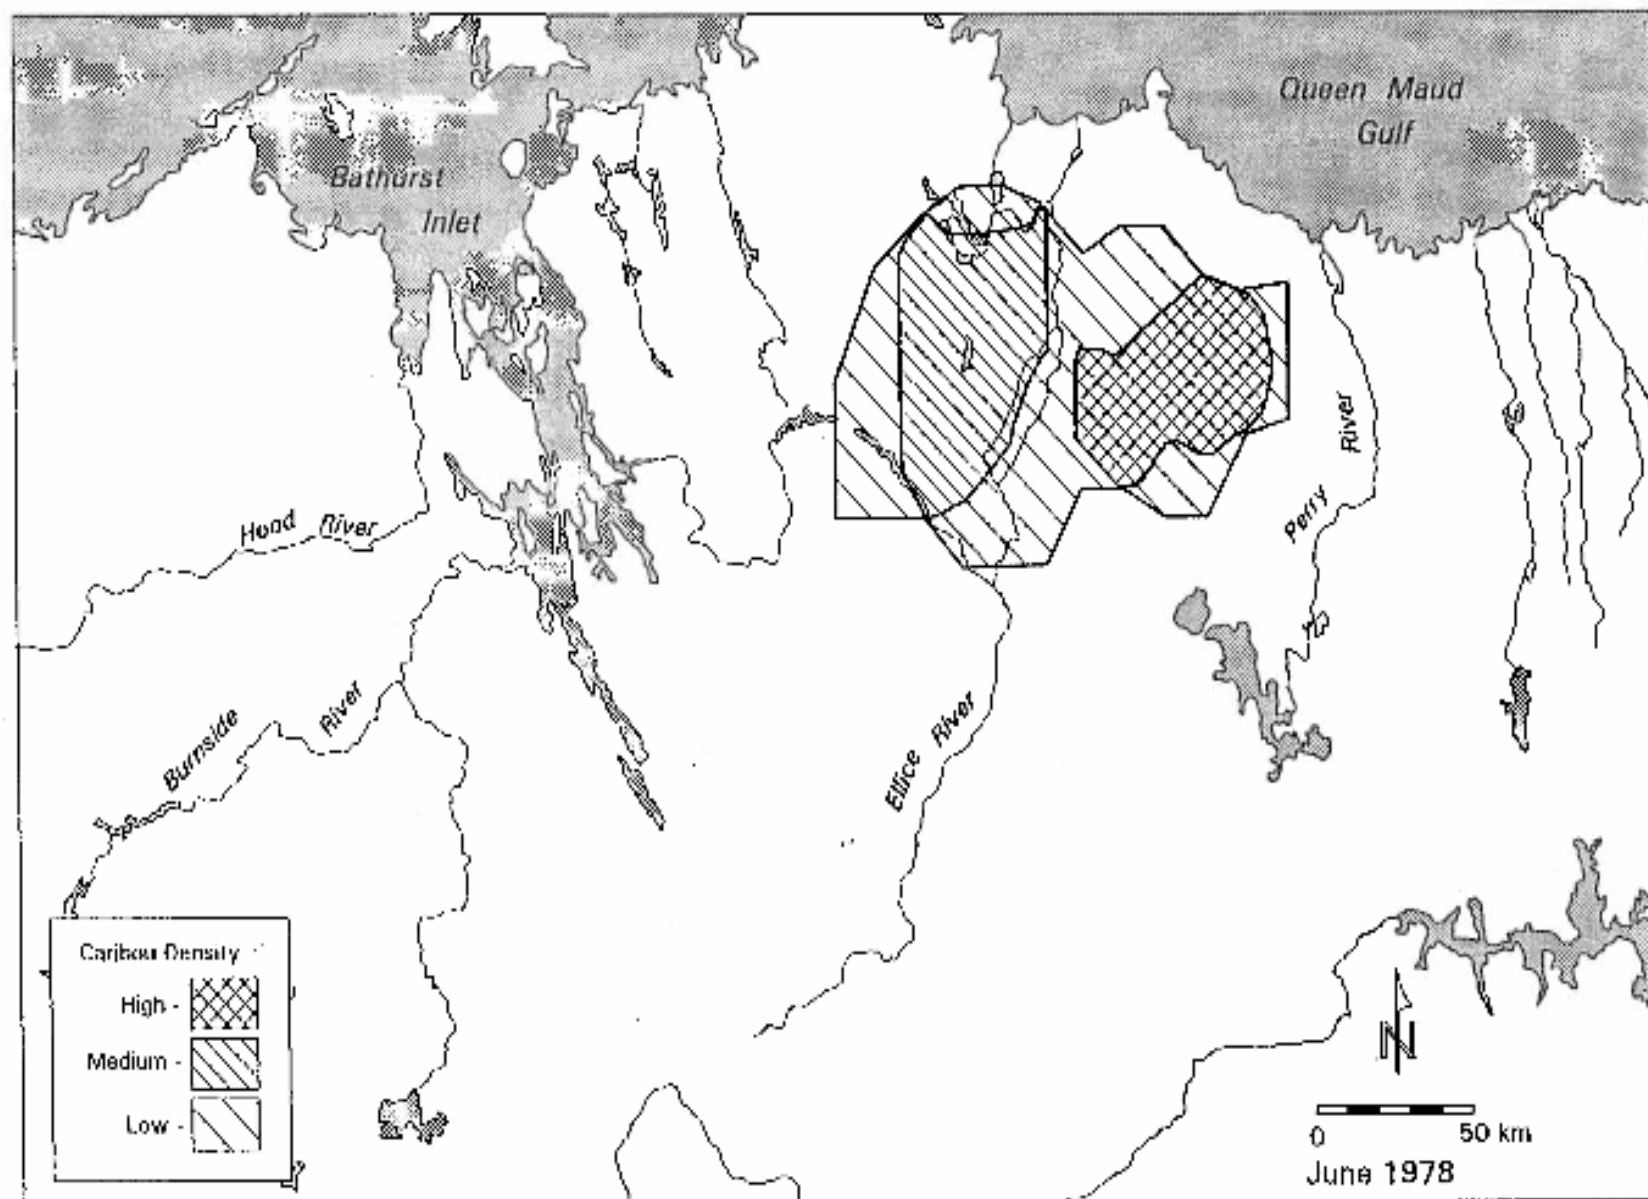 Queen Maud
Gulf
Bathurst
Inlet
Hood River
River
Perry
Burnside River
Ellice River
Caribou Density
High -
Medium -
Low -
N
0 50 km
June 1978